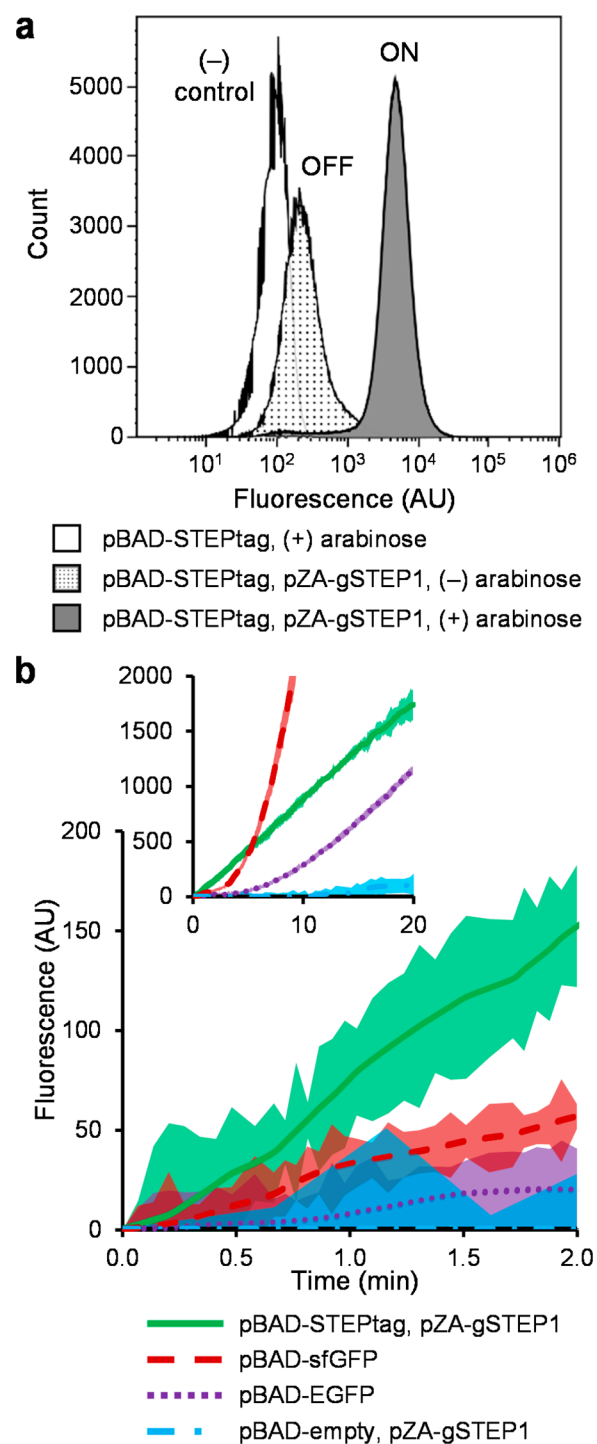 a
(–)
control
ON
OFF
5000
4000
3000
2000
1000
0
Count
10¹ 10² 10³ 10⁴ 10⁵ 10⁶
Fluorescence (AU)
pBAD-STEPtag, (+) arabinose
pBAD-STEPtag, pZA-gSTEP1, (–) arabinose
pBAD-STEPtag, pZA-gSTEP1, (+) arabinose
b
2000
1500
1000
500
0
0 10 20
200
150
100
50
0
Fluorescence (AU)
0.0 0.5 1.0 1.5 2.0
Time (min)
pBAD-STEPtag, pZA-gSTEP1
pBAD-sfGFP
pBAD-EGFP
pBAD-empty, pZA-gSTEP1